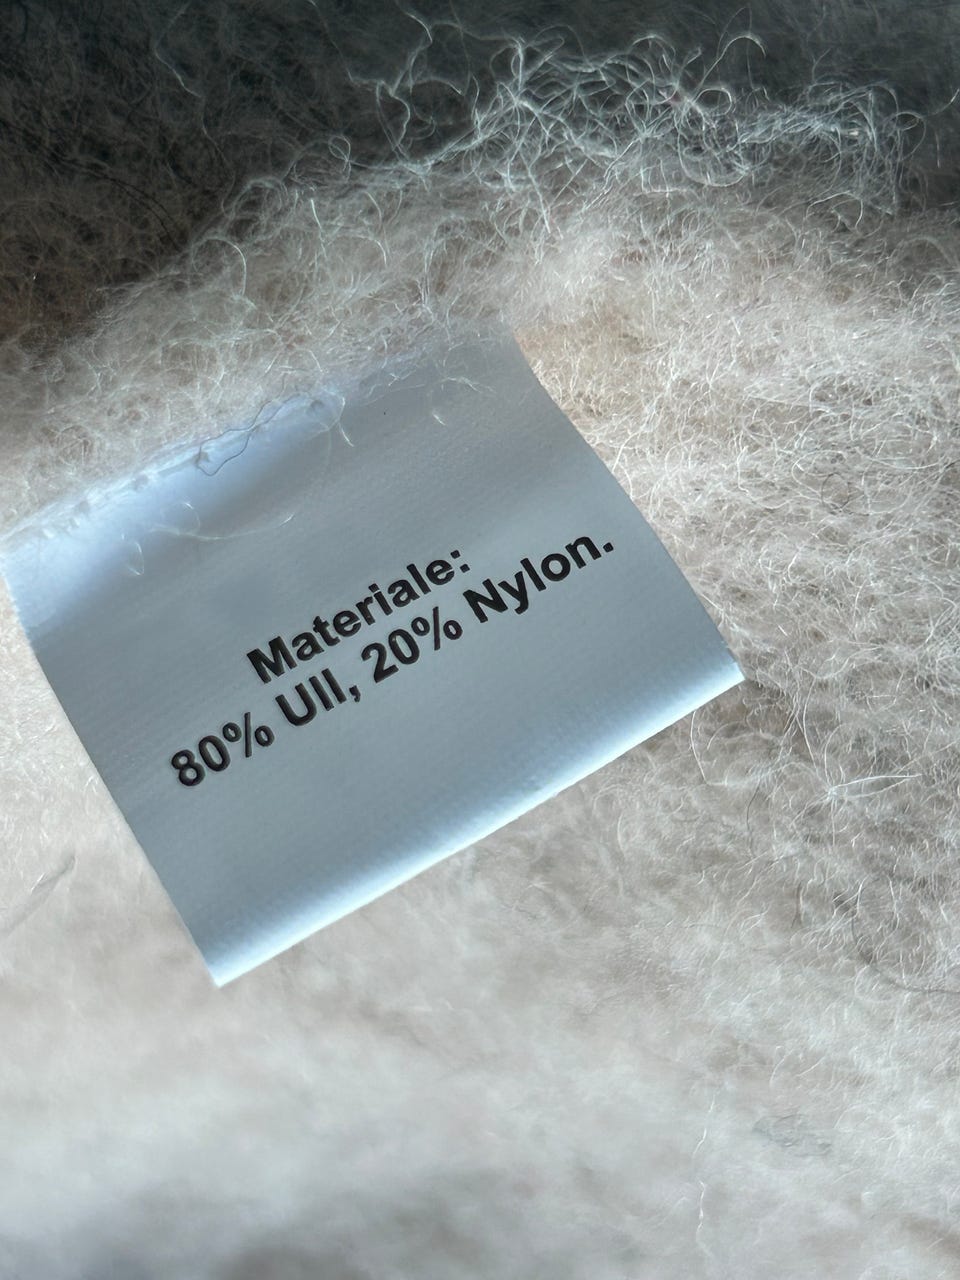 Materiale:
80% Ull, 20% Nylon.